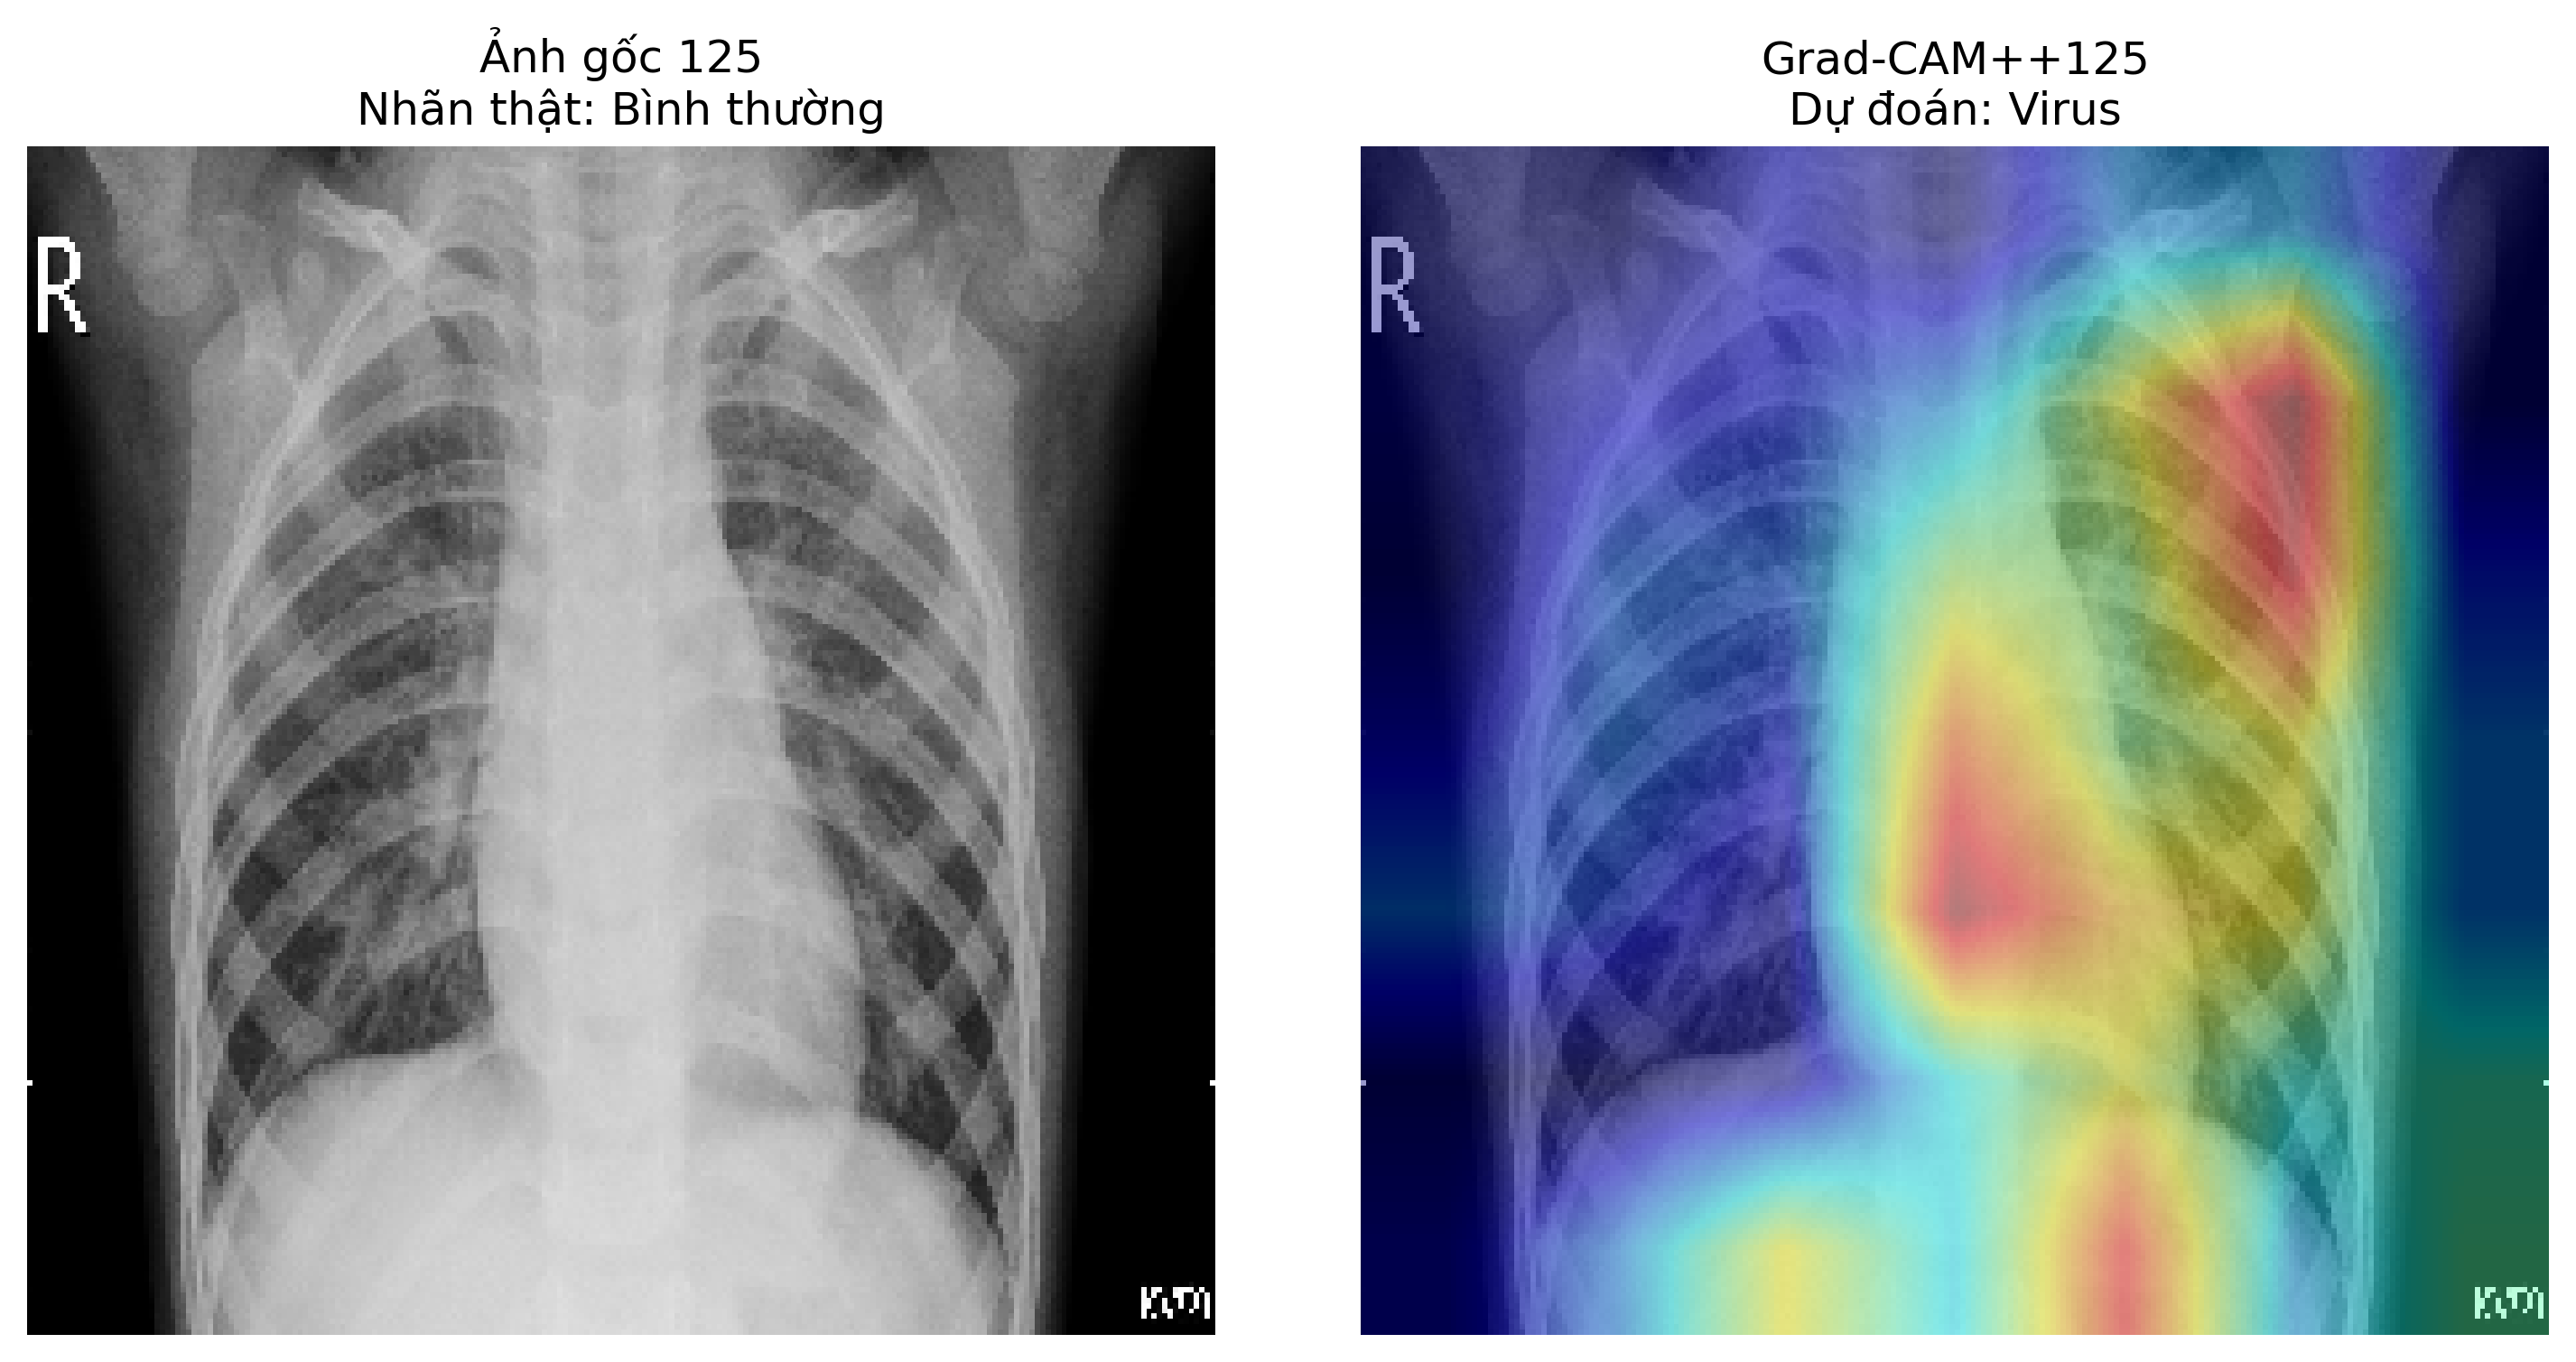 Ảnh gốc 125
Nhãn thật: Bình thường
Grad-CAM++125
Dự đoán: Virus
R
R